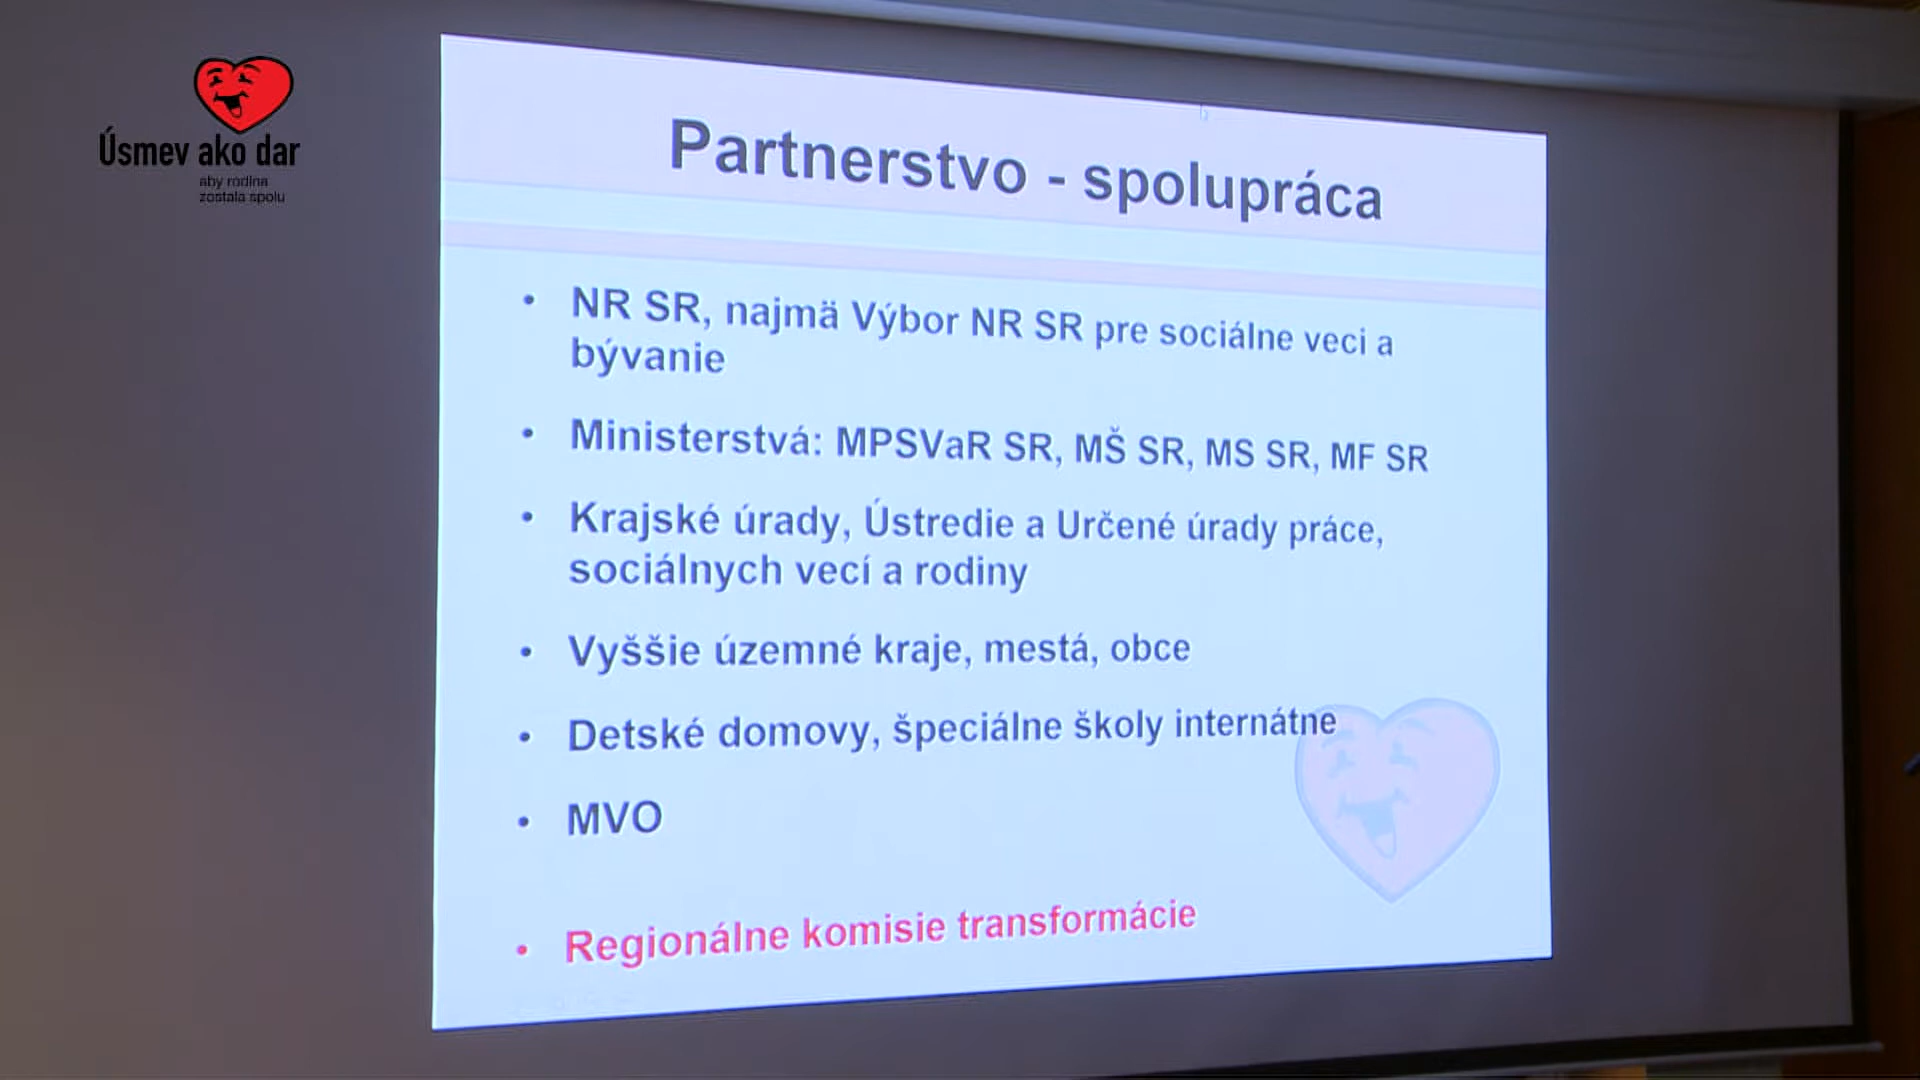 Úsmev ako dar
aby rodina
zostala spolu
Partnerstvo - spolupráca
• NR SR, najmä Výbor NR SR pre sociálne veci a
bývanie
• Ministerstvá: MPSVaR SR, MŠ SR, MS SR, MF SR
• Krajské úrady, Ústredie a Určené úrady práce,
sociálnych vecí a rodiny
• Vyššie územné kraje, mestá, obce
• Detské domovy, špeciálne školy internátne
• MVO
• Regionálne komisie transformácie